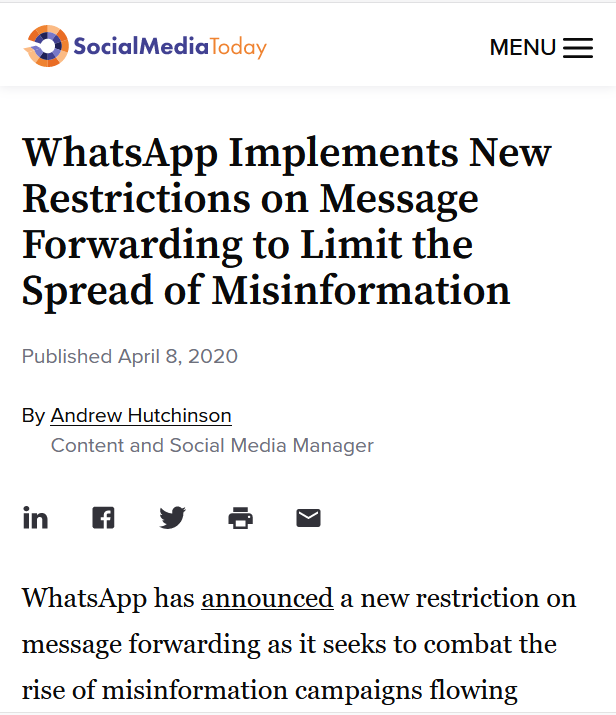 SocialMediaToday
MENU
WhatsApp Implements New
Restrictions on Message
Forwarding to Limit the
Spread of Misinformation
Published April 8, 2020
By Andrew Hutchinson
Content and Social Media Manager
in
WhatsApp has announced a new restriction on
message forwarding as it seeks to combat the
rise of misinformation campaigns flowing